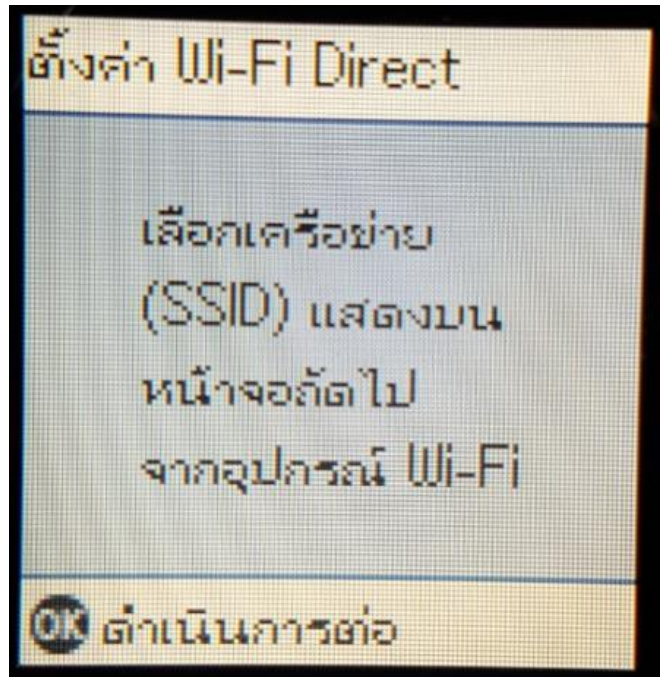 ตั้งค่า Wi-Fi Direct
เลือกเครือข่าย
(SSID) แสดงบน
หน้าจอถัดไป
จากอุปกรณ์ Wi-Fi
OK ดำเนินการต่อ